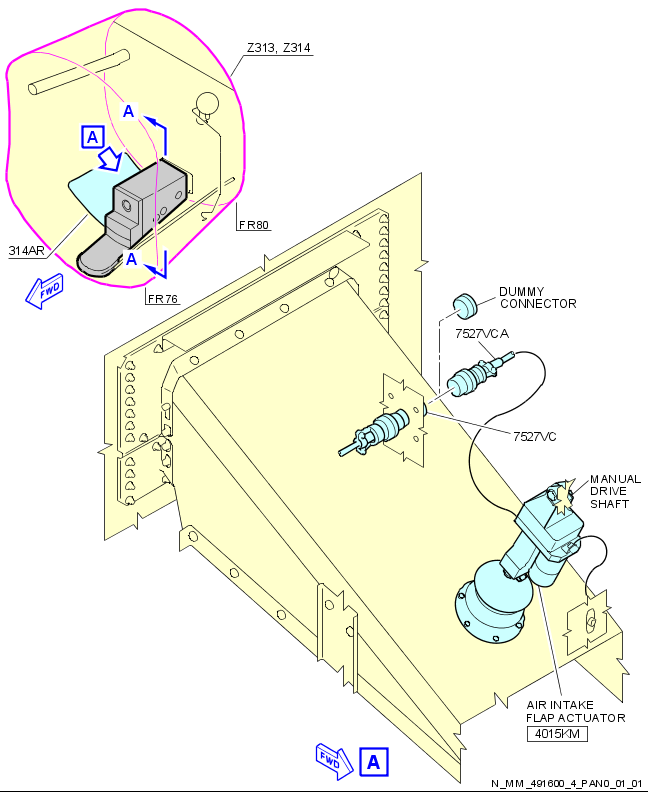 Z313, Z314
A
A
314AR
A
FR80
FWD
FR76
DUMMY
CONNECTOR
7527VCA
7527VC
MANUAL
DRIVE
SHAFT
AIR INTAKE
FLAP ACTUATOR
4015KM
FWD
A
N_MM_491600_4_PAN0_01_01